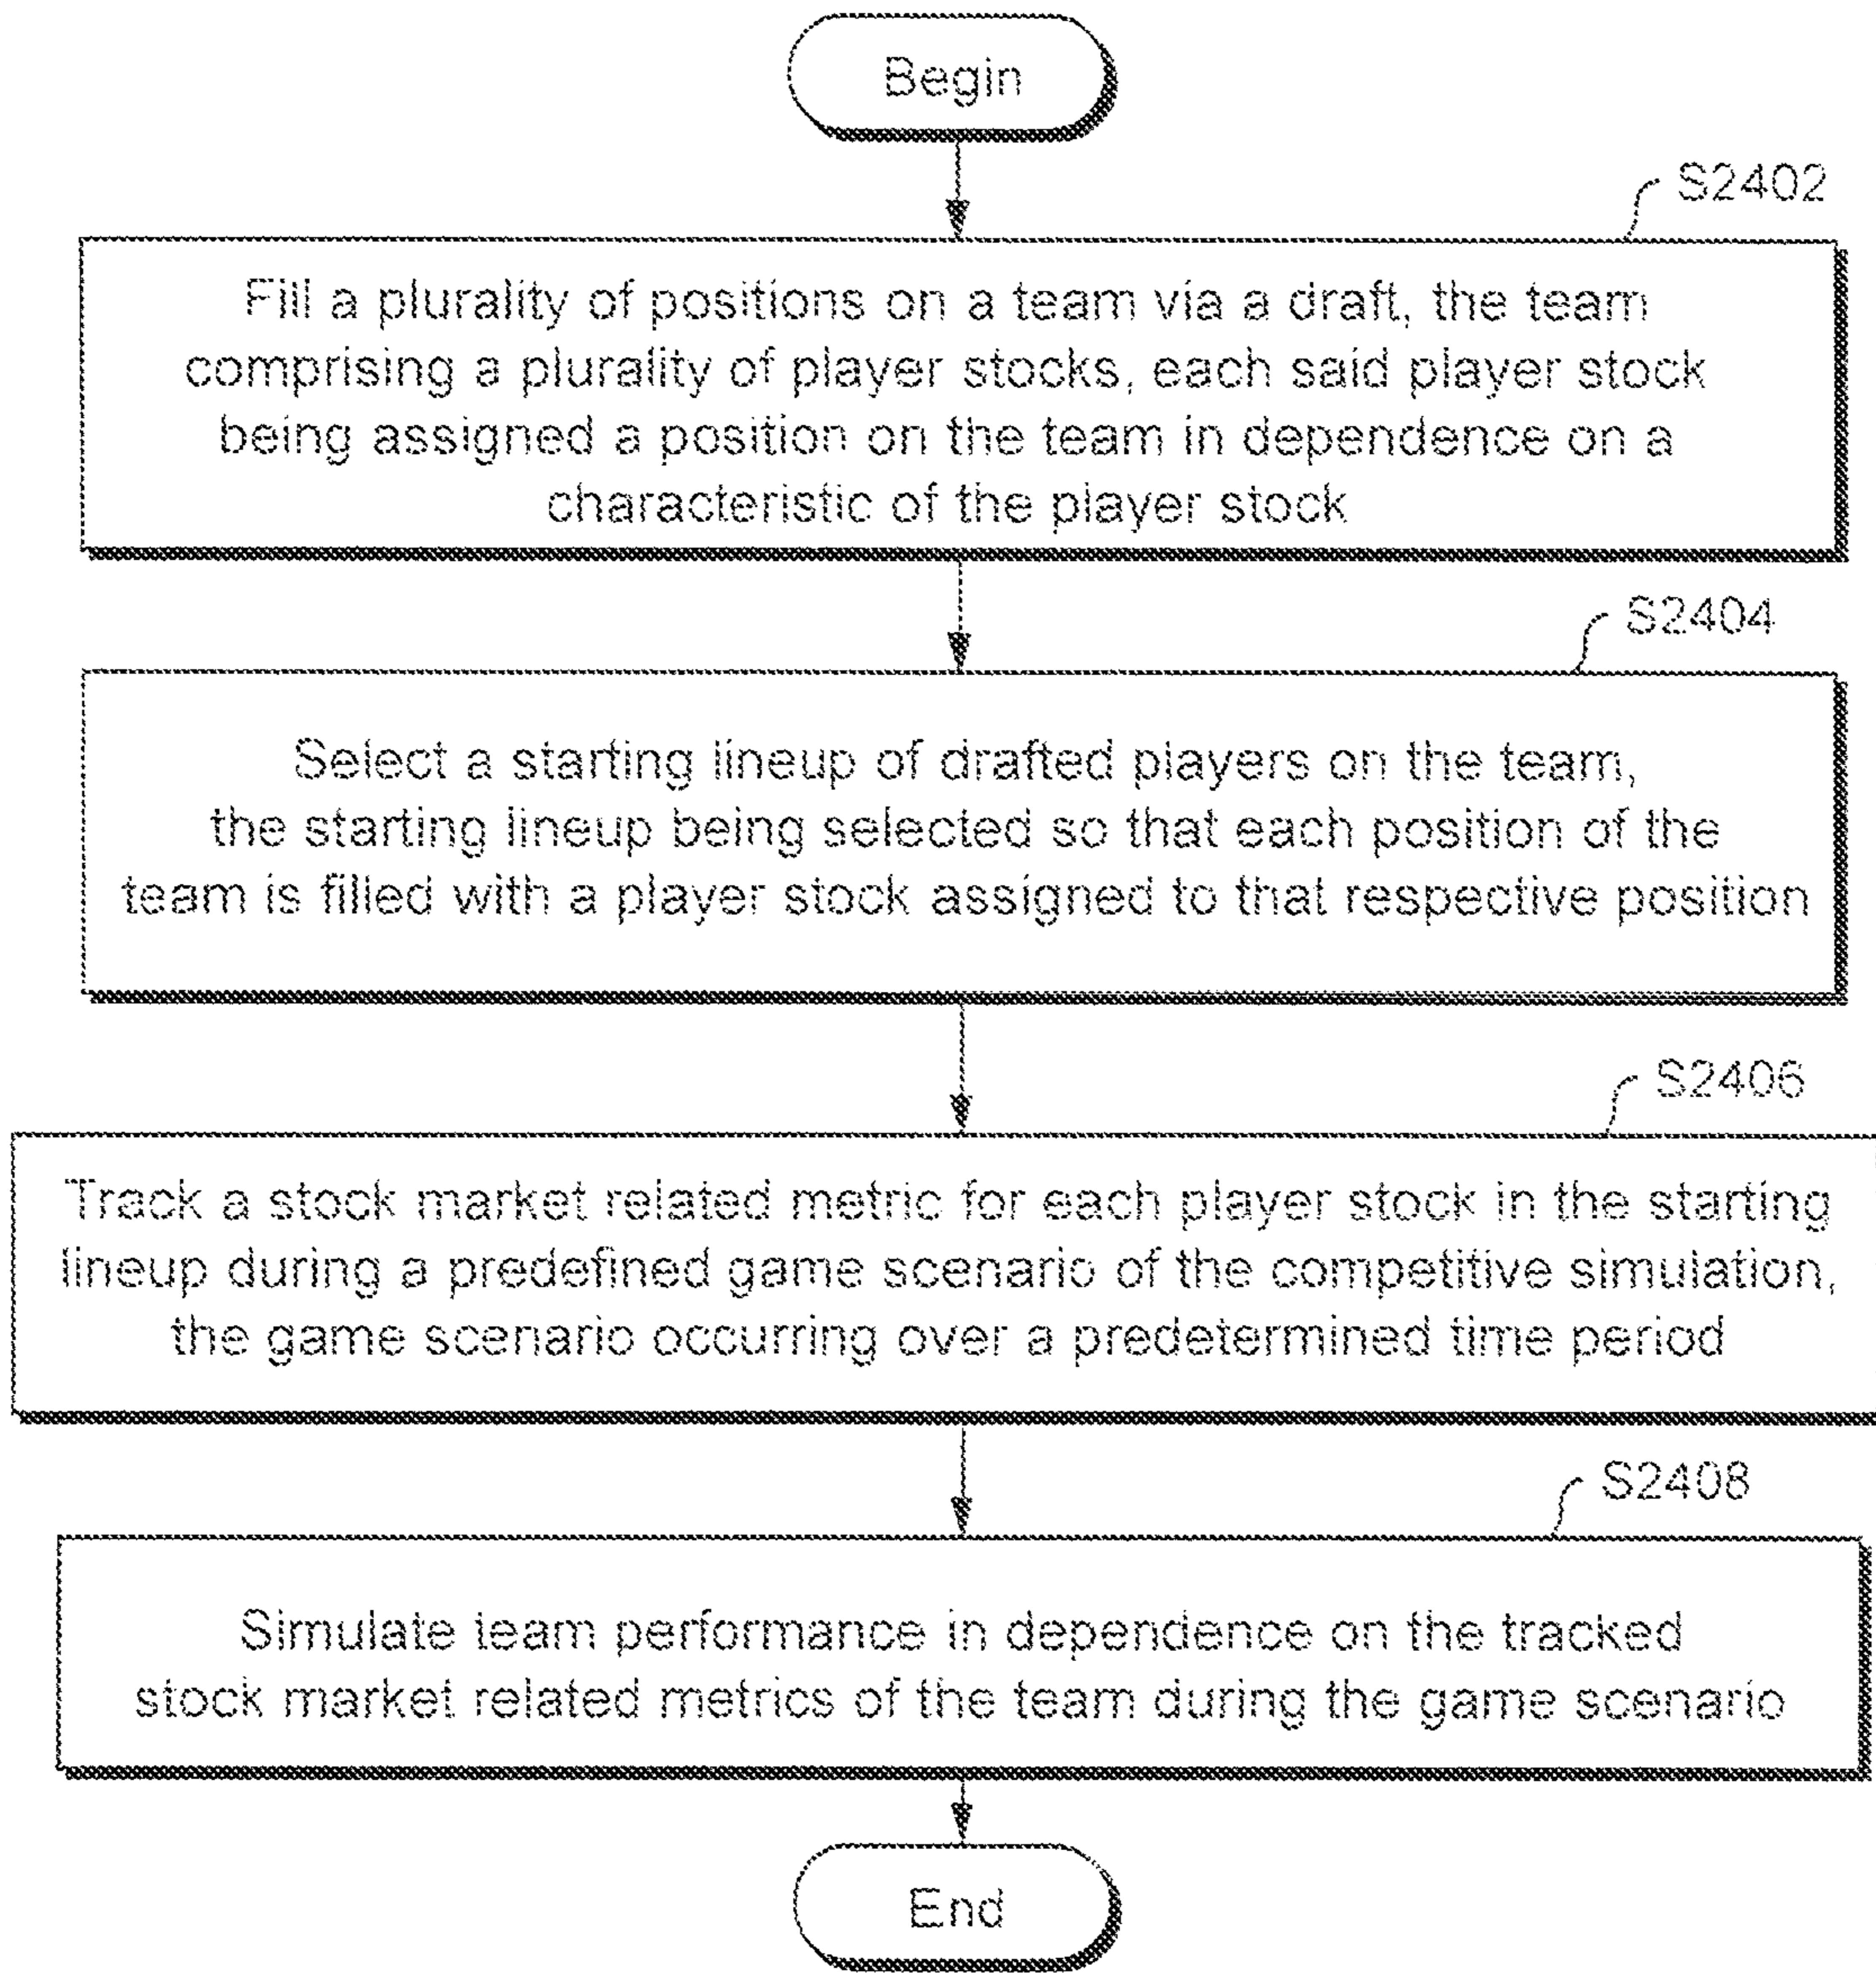 Begin
S2402
Fill a plurality of positions on a team via a draft, the team
comprising a plurality of player stocks, each said player stock
being assigned a position on the team in dependence on a
characteristic of the player stock
S2404
Select a starting lineup of drafted players on the team,
the starting lineup being selected so that each position of the
team is filled with a player stock assigned to that respective position
S2406
Track a stock market related metric for each player stock in the starting
lineup during a predefined game scenario of the competitive simulation,
the game scenario occurring over a predetermined time period
S2408
Simulate team performance in dependence on the tracked
stock market related metrics of the team during the game scenario
End